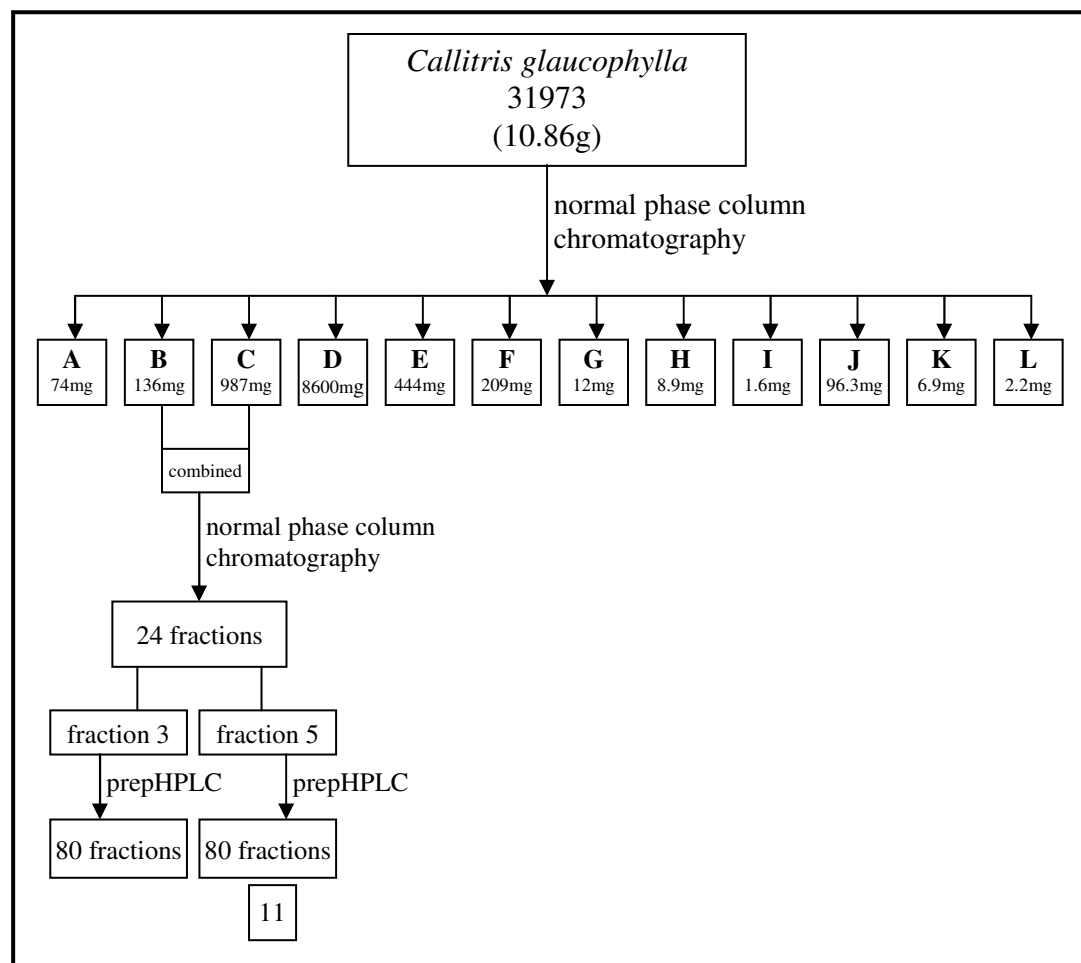 Callitris glaucophylla
31973
(10.86g)
normal phase column
chromatography
A B C D E F G H I J K L
74mg 136mg 987mg 8600mg 444mg 209mg 12mg 8.9mg 1.6mg 96.3mg 6.9mg 2.2mg
combined
normal phase column
chromatography
24 fractions
fraction 3 fraction 5
prepHPLC prepHPLC
80 fractions 80 fractions
11